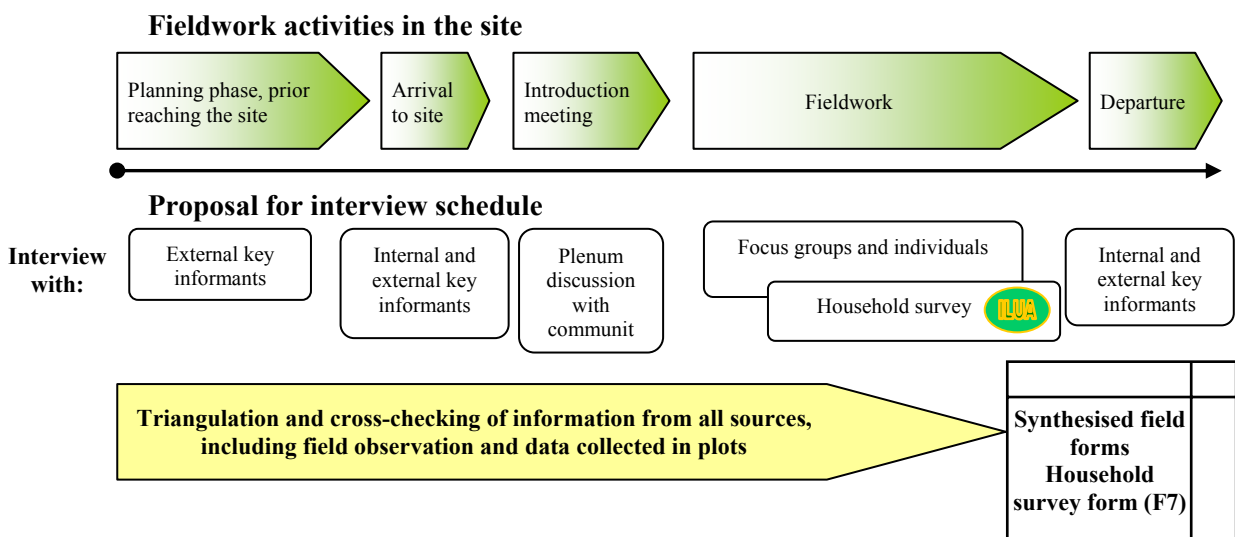 Fieldwork activities in the site
Planning phase, prior
reaching the site
Arrival
to site
Introduction
meeting
Fieldwork
Departure
Proposal for interview schedule
Interview
with:
External key
informants
Internal and
external key
informants
Plenum
discussion
with
communit
Focus groups and individuals
Household survey
ILUA
Internal and
external key
informants
Triangulation and cross-checking of information from all sources,
including field observation and data collected in plots
Synthesised field
forms
Household
survey form (F7)